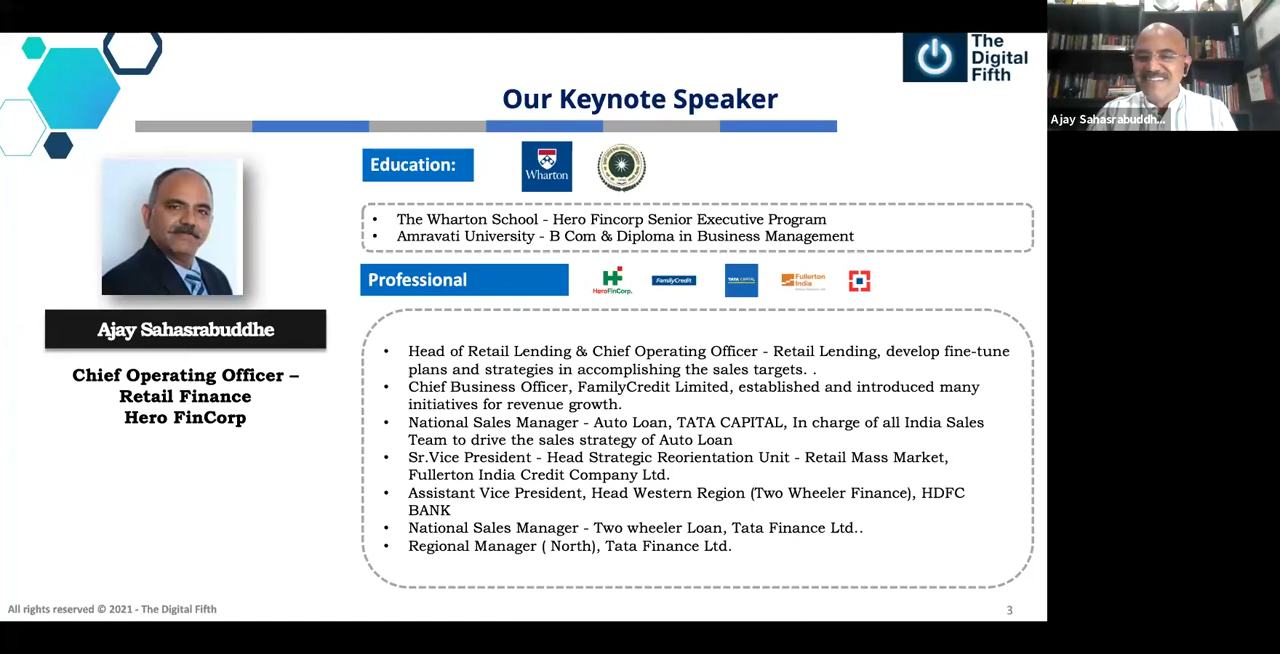 The
Digital
Fifth
Our Keynote Speaker
Ajay Sahasrabuddh...
Education:
Wharton
The Wharton School - Hero Fincorp Senior Executive Program
Amravati University - B Com & Diploma in Business Management
Professional
HeroFinCorp.
FamilyCredit
TATA CAPITAL
Fullerton
India
Ajay Sahasrabuddhe
Chief Operating Officer –
Retail Finance
Hero FinCorp
Head of Retail Lending & Chief Operating Officer - Retail Lending, develop fine-tune
plans and strategies in accomplishing the sales targets. .
Chief Business Officer, FamilyCredit Limited, established and introduced many
initiatives for revenue growth.
National Sales Manager - Auto Loan, TATA CAPITAL, In charge of all India Sales
Team to drive the sales strategy of Auto Loan
Sr.Vice President - Head Strategic Reorientation Unit - Retail Mass Market,
Fullerton India Credit Company Ltd.
Assistant Vice President, Head Western Region (Two Wheeler Finance), HDFC
BANK
National Sales Manager - Two wheeler Loan, Tata Finance Ltd..
Regional Manager ( North), Tata Finance Ltd.
All rights reserved © 2021 - The Digital Fifth
3